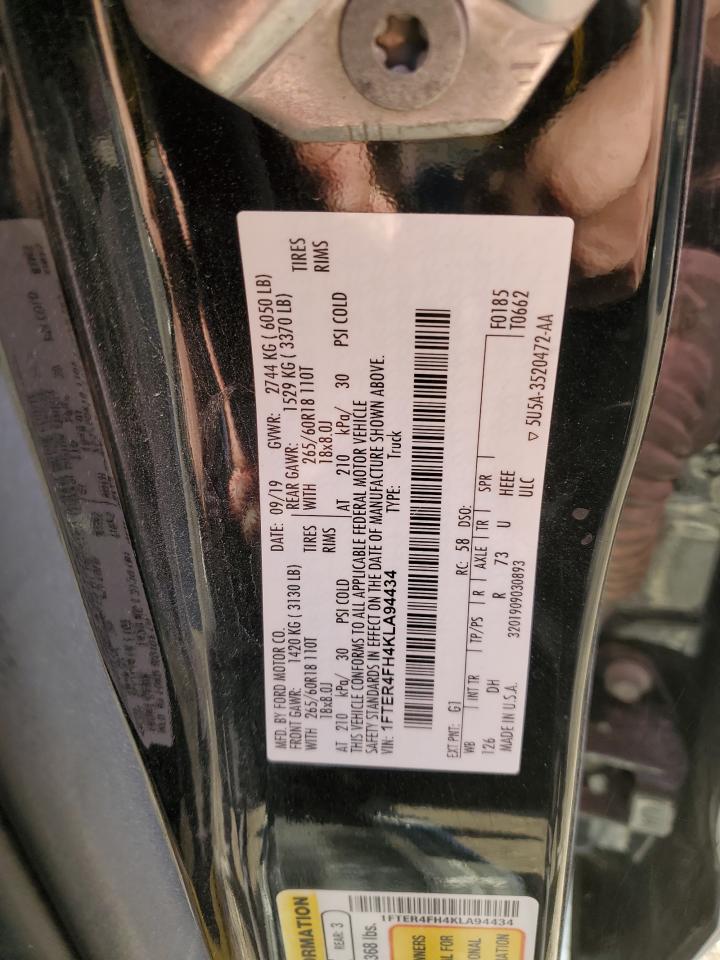 MFD. BY FORD MOTOR CO.
DATE: 09/19 GVWR: 2744 KG ( 6050 LB)
FRONT GAWR: 1420 KG ( 3130 LB) REAR GAWR: 1529 KG ( 3370 LB)
WITH 265/60R18 110T TIRES WITH 265/60R18 110T TIRES
18x8.0J RIMS 18x8.0J RIMS
AT 210 kPa/ 30 PSI COLD AT 210 kPa/ 30 PSI COLD
THIS VEHICLE CONFORMS TO ALL APPLICABLE FEDERAL MOTOR VEHICLE
SAFETY STANDARDS IN EFFECT ON THE DATE OF MANUFACTURE SHOWN ABOVE.
VIN: 1FTER4FH4KLA94434 TYPE: Truck
EXT PNT: G1 RC: 58 DSO:
WB INT TR TP/PS R AXLE TR SPR
126 DH R 73 U HEEE
ULC
F0185
T0662
MADE IN U.S.A. 3201909030893
▽ 5U5A-3520472-AA
1FTER4FH4KLA94434
REAR: 3